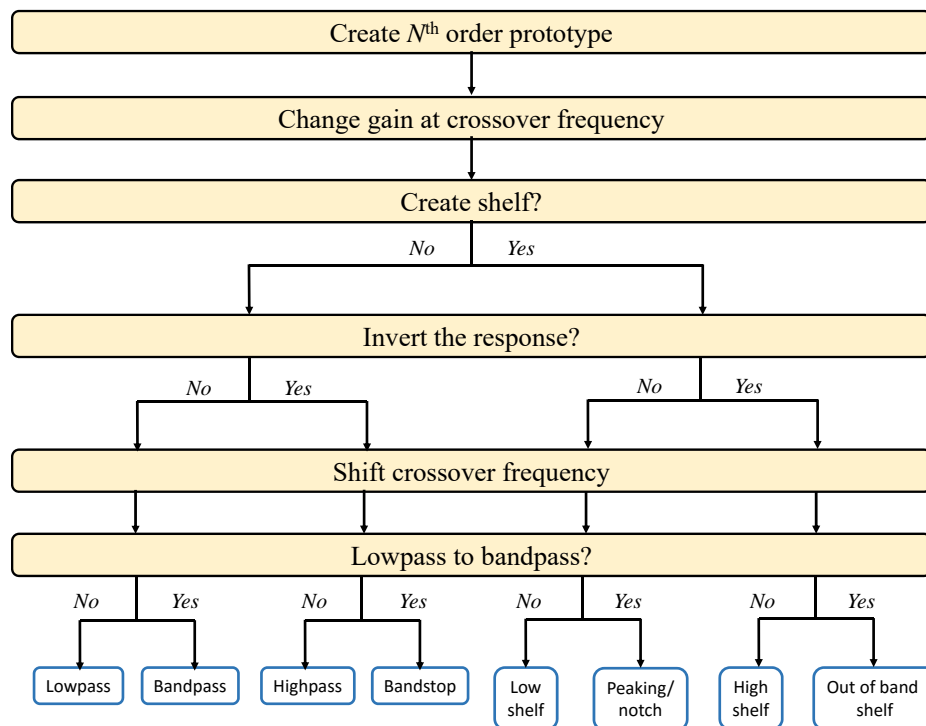 Create Nth order prototype
Change gain at crossover frequency
Create shelf?
No Yes
Invert the response?
No Yes No Yes
Shift crossover frequency
Lowpass to bandpass?
No Yes No Yes No Yes No Yes
Lowpass Bandpass Highpass Bandstop Low Peaking/ High Out of band
shelf notch shelf shelf